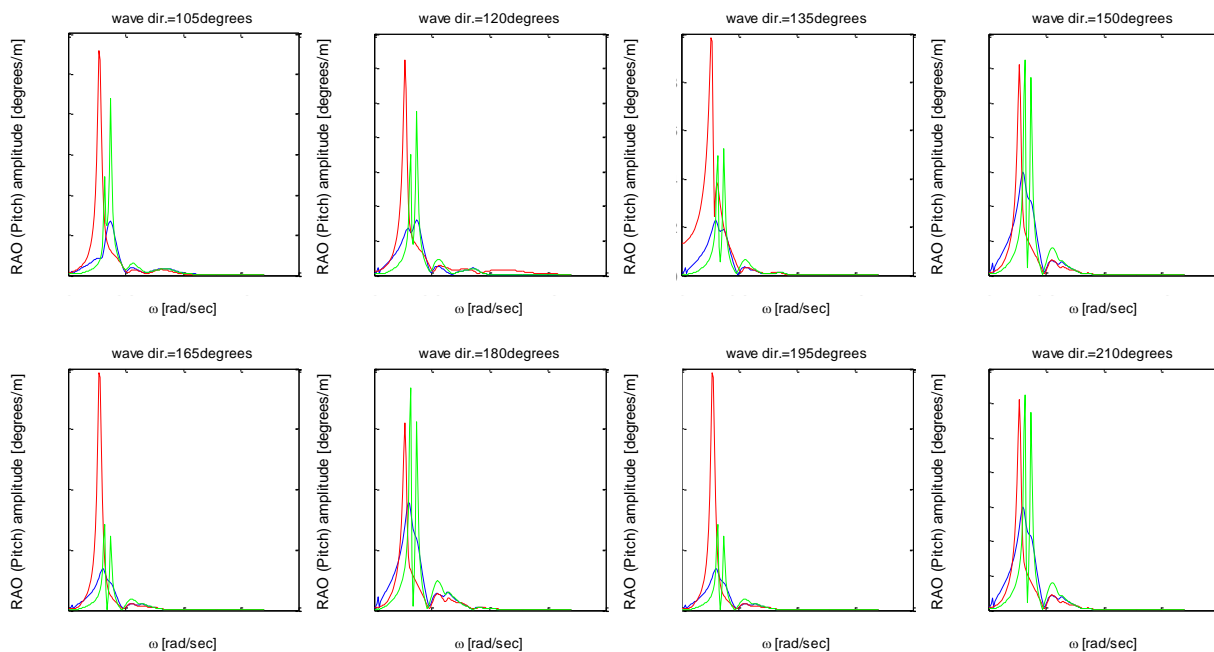 wave dir.=105degrees
wave dir.=120degrees
wave dir.=135degrees
wave dir.=150degrees
RAO (Pitch) amplitude [degrees/m]
RAO (Pitch) amplitude [degrees/m]
RAO (Pitch) amplitude [degrees/m]
RAO (Pitch) amplitude [degrees/m]
ω [rad/sec]
ω [rad/sec]
ω [rad/sec]
ω [rad/sec]
wave dir.=165degrees
wave dir.=180degrees
wave dir.=195degrees
wave dir.=210degrees
RAO (Pitch) amplitude [degrees/m]
RAO (Pitch) amplitude [degrees/m]
RAO (Pitch) amplitude [degrees/m]
RAO (Pitch) amplitude [degrees/m]
ω [rad/sec]
ω [rad/sec]
ω [rad/sec]
ω [rad/sec]